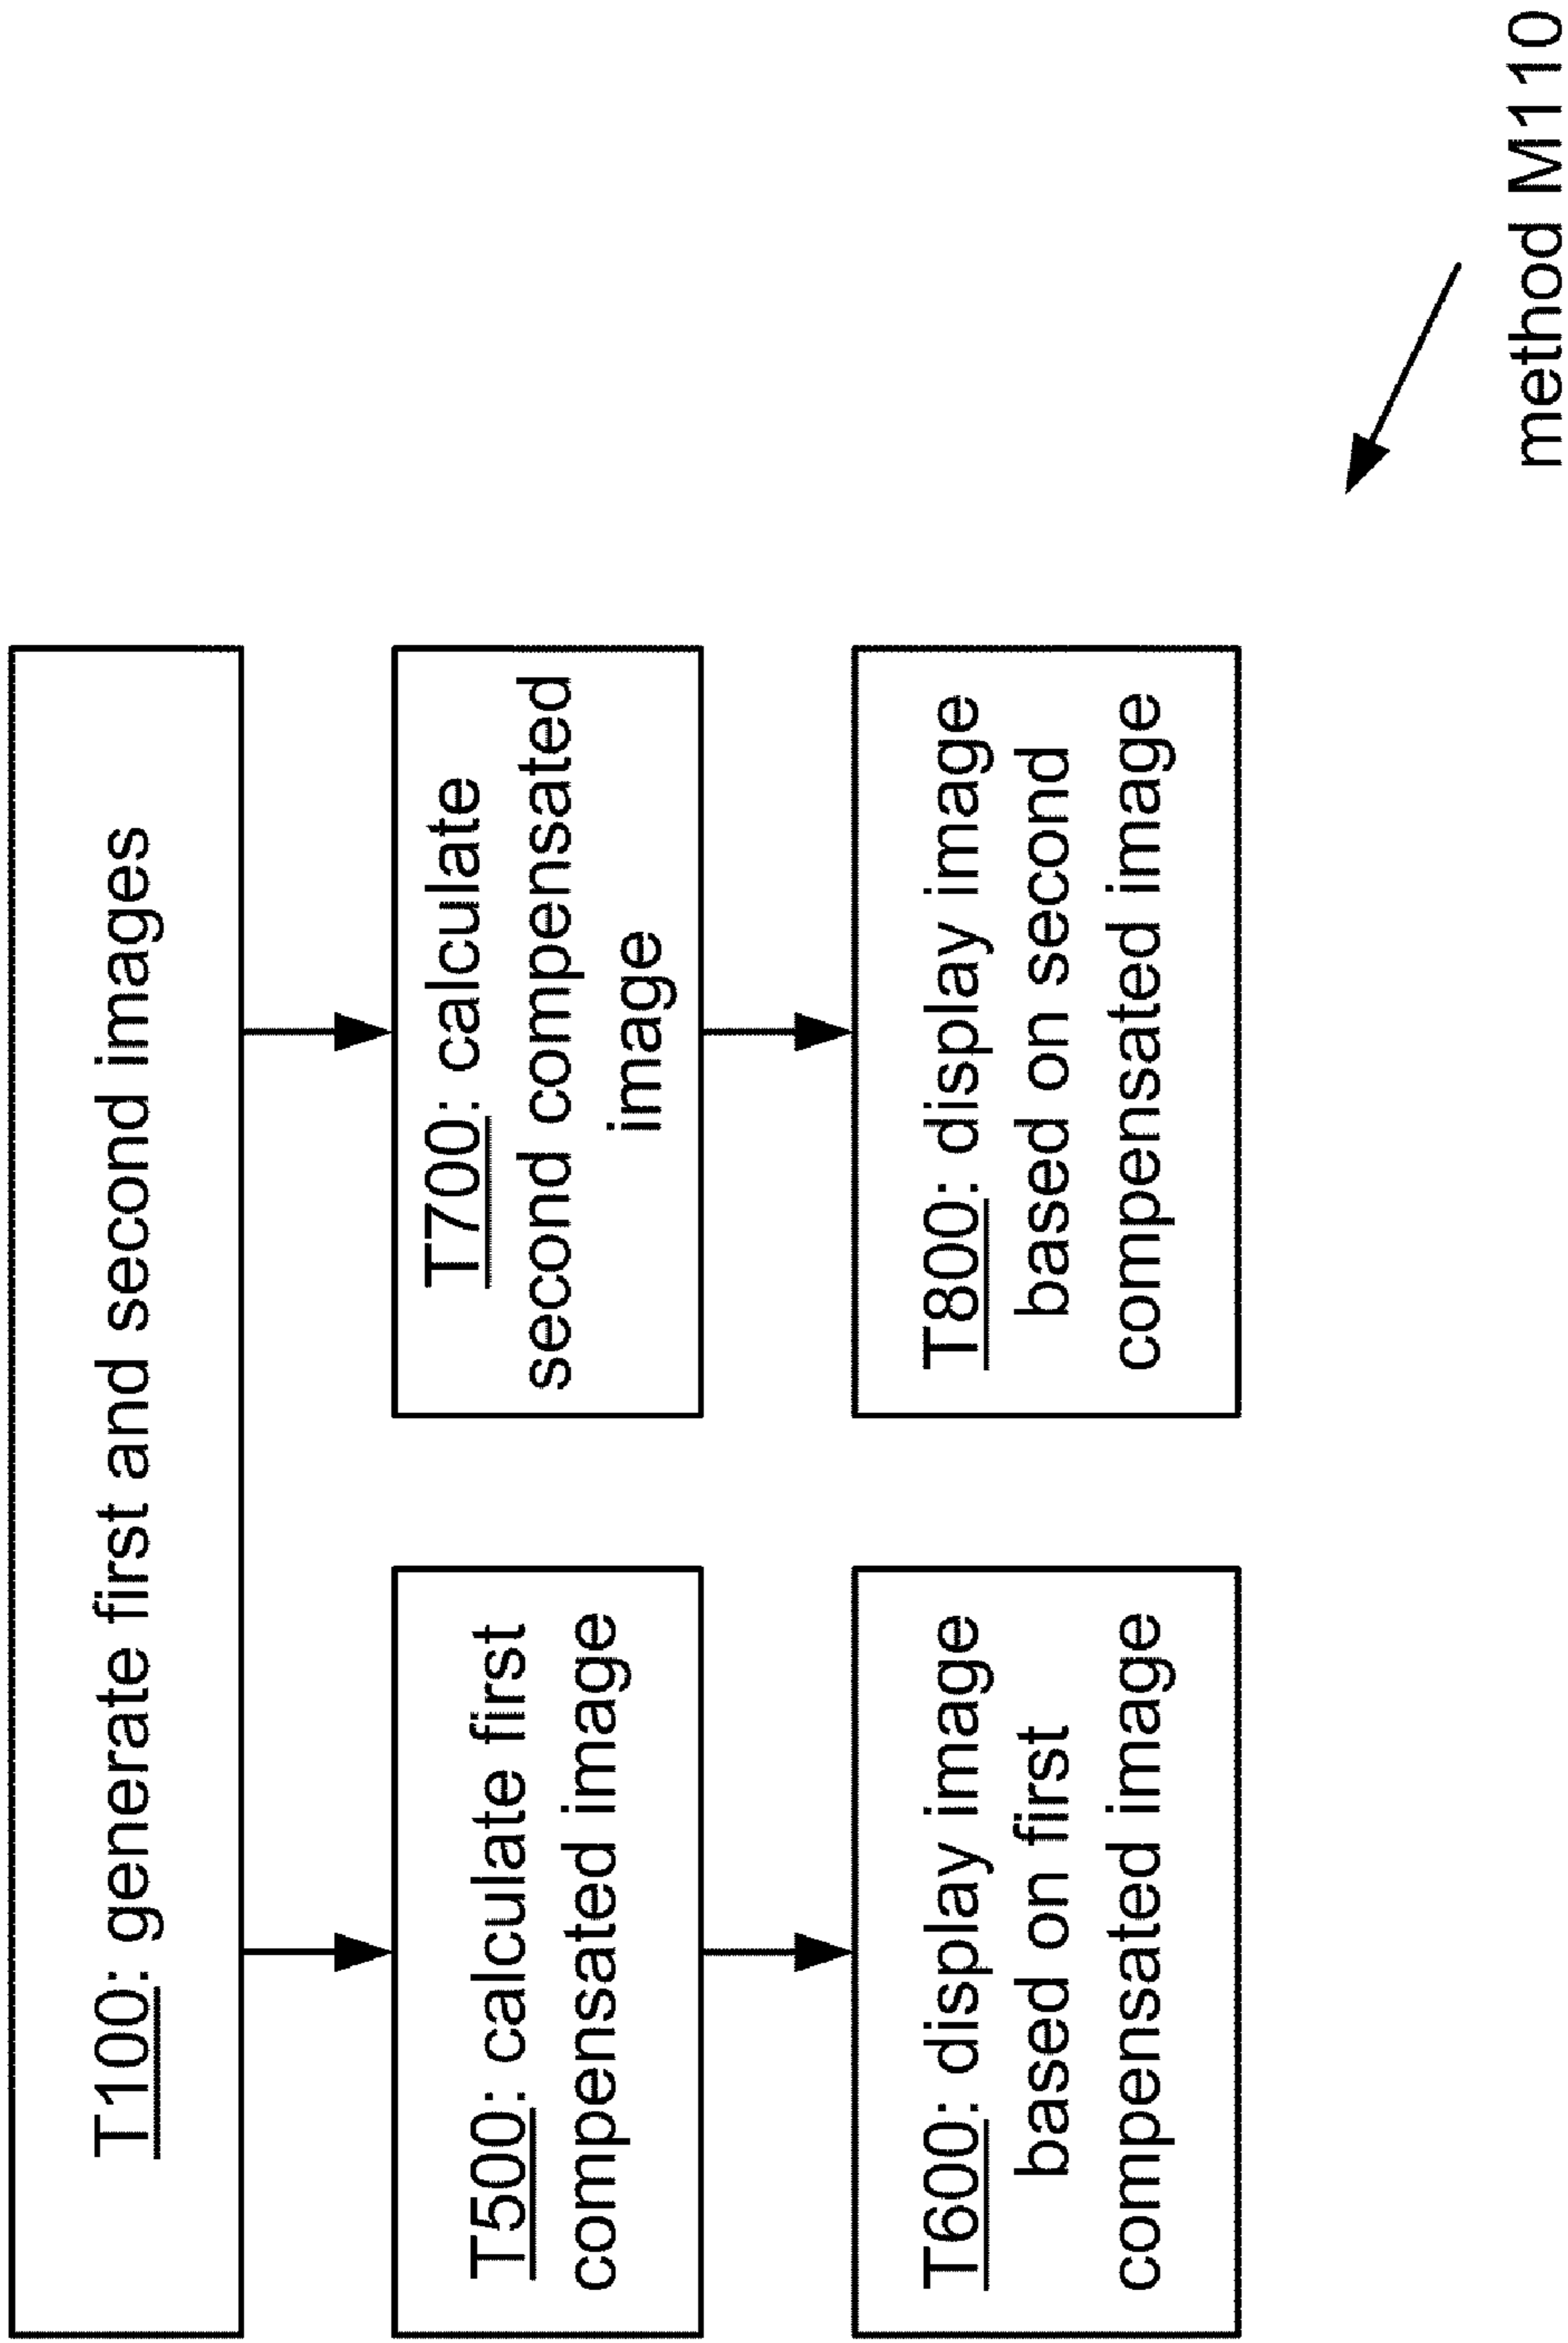 T100: generate first and second images
T500: calculate first
compensated image
T700: calculate
second compensated
image
T600: display image
based on first
compensated image
T800: display image
based on second
compensated image
method M110